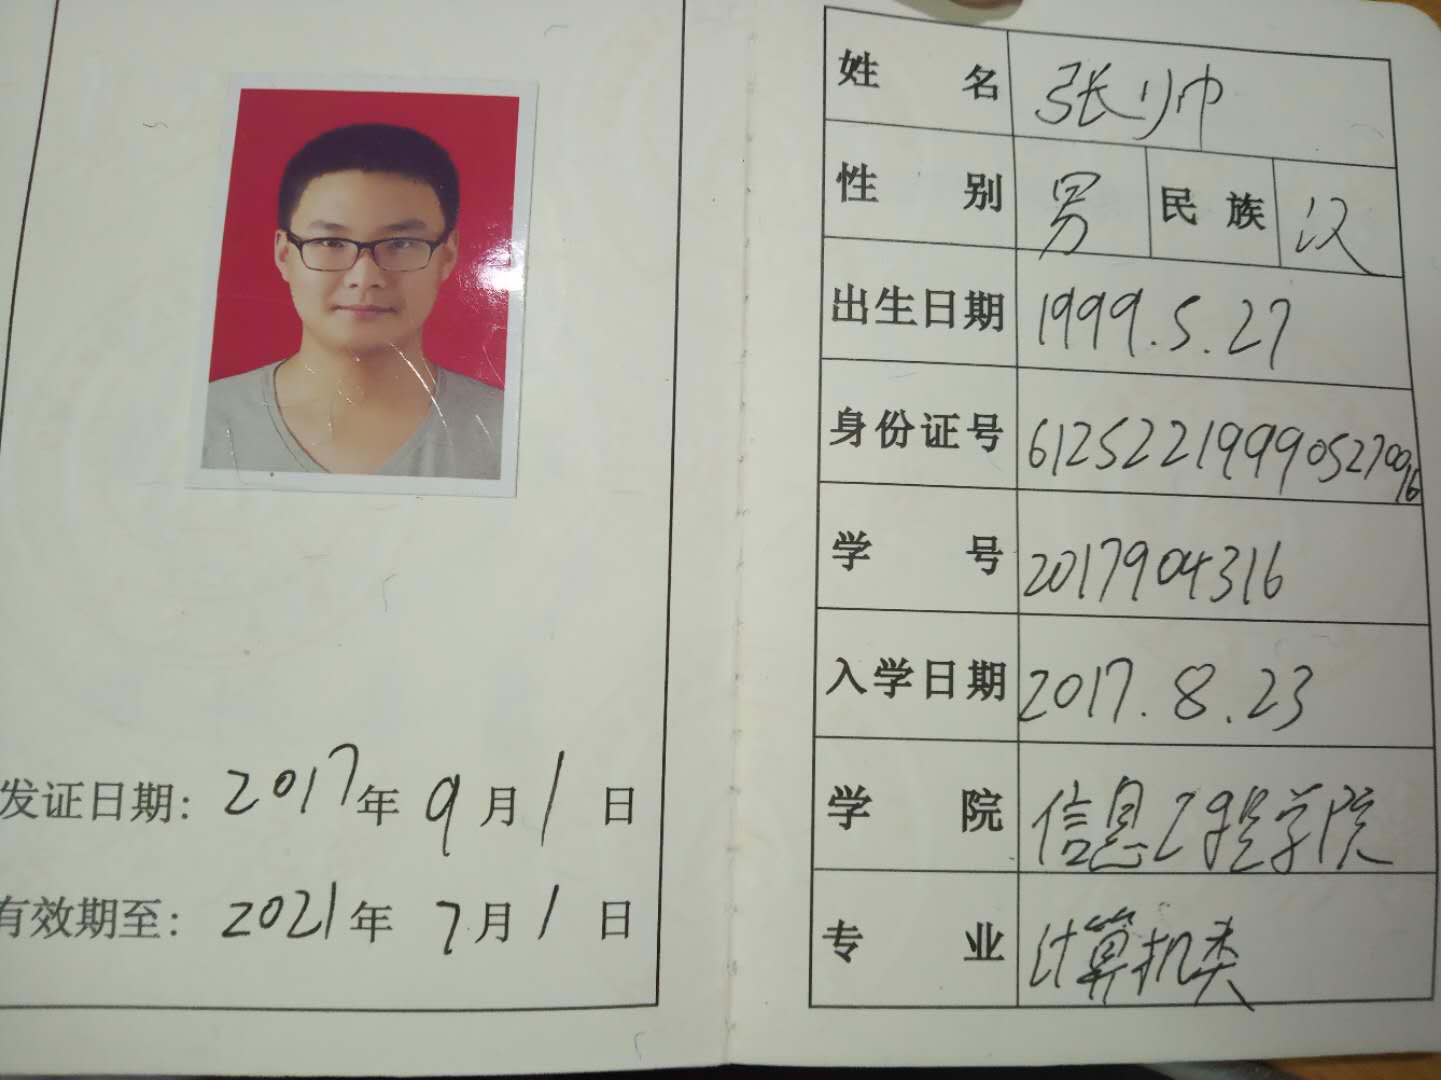 发证日期: 2017年9月1日
有效期至: 2021年7月1日
姓名 张帅
性别 男 民族 汉
出生日期 1999.5.27
身份证号 612522199905270016
学号 2017904316
入学日期 2017.8.23
学院 信息工程学院
专业 计算机类